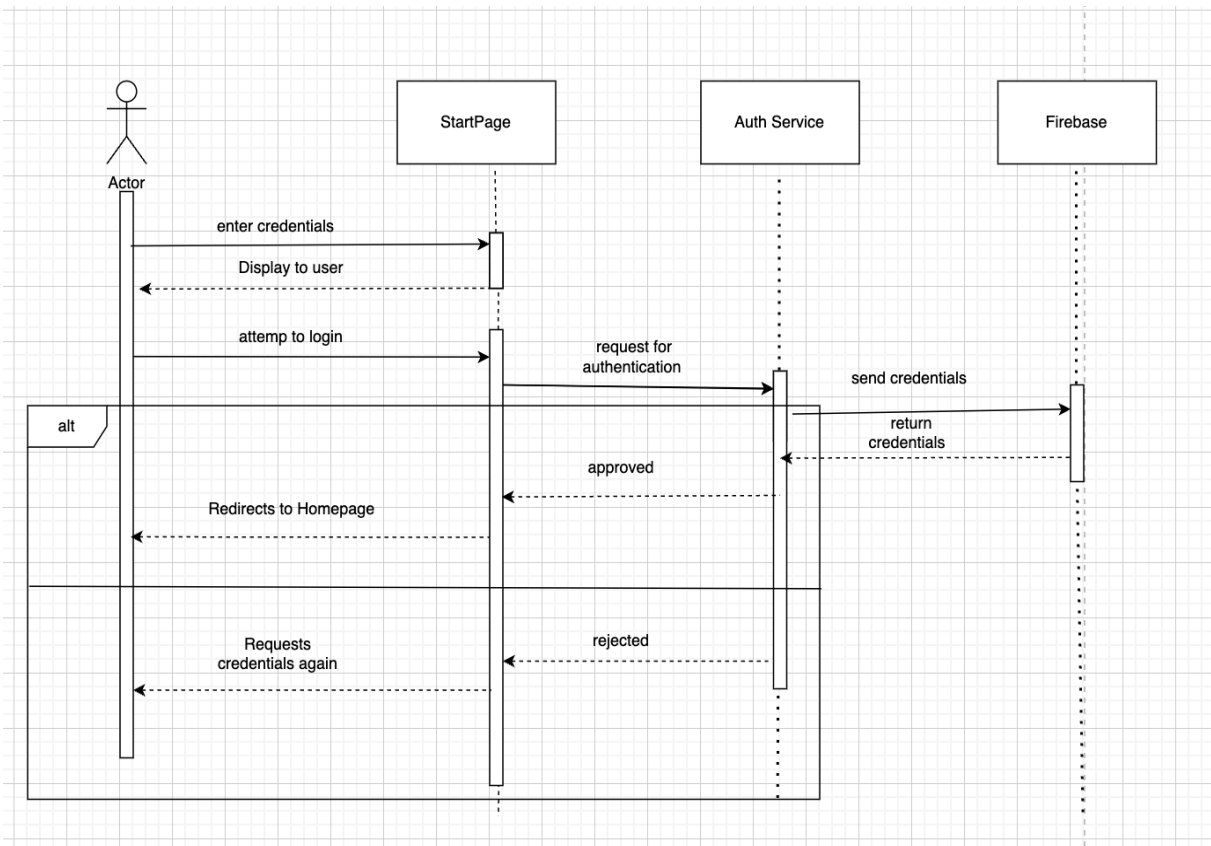 StartPage
Auth Service
Firebase
Actor
enter credentials
Display to user
attemp to login
request for
authentication
send credentials
alt
return
credentials
approved
Redirects to Homepage
rejected
Requests
credentials again